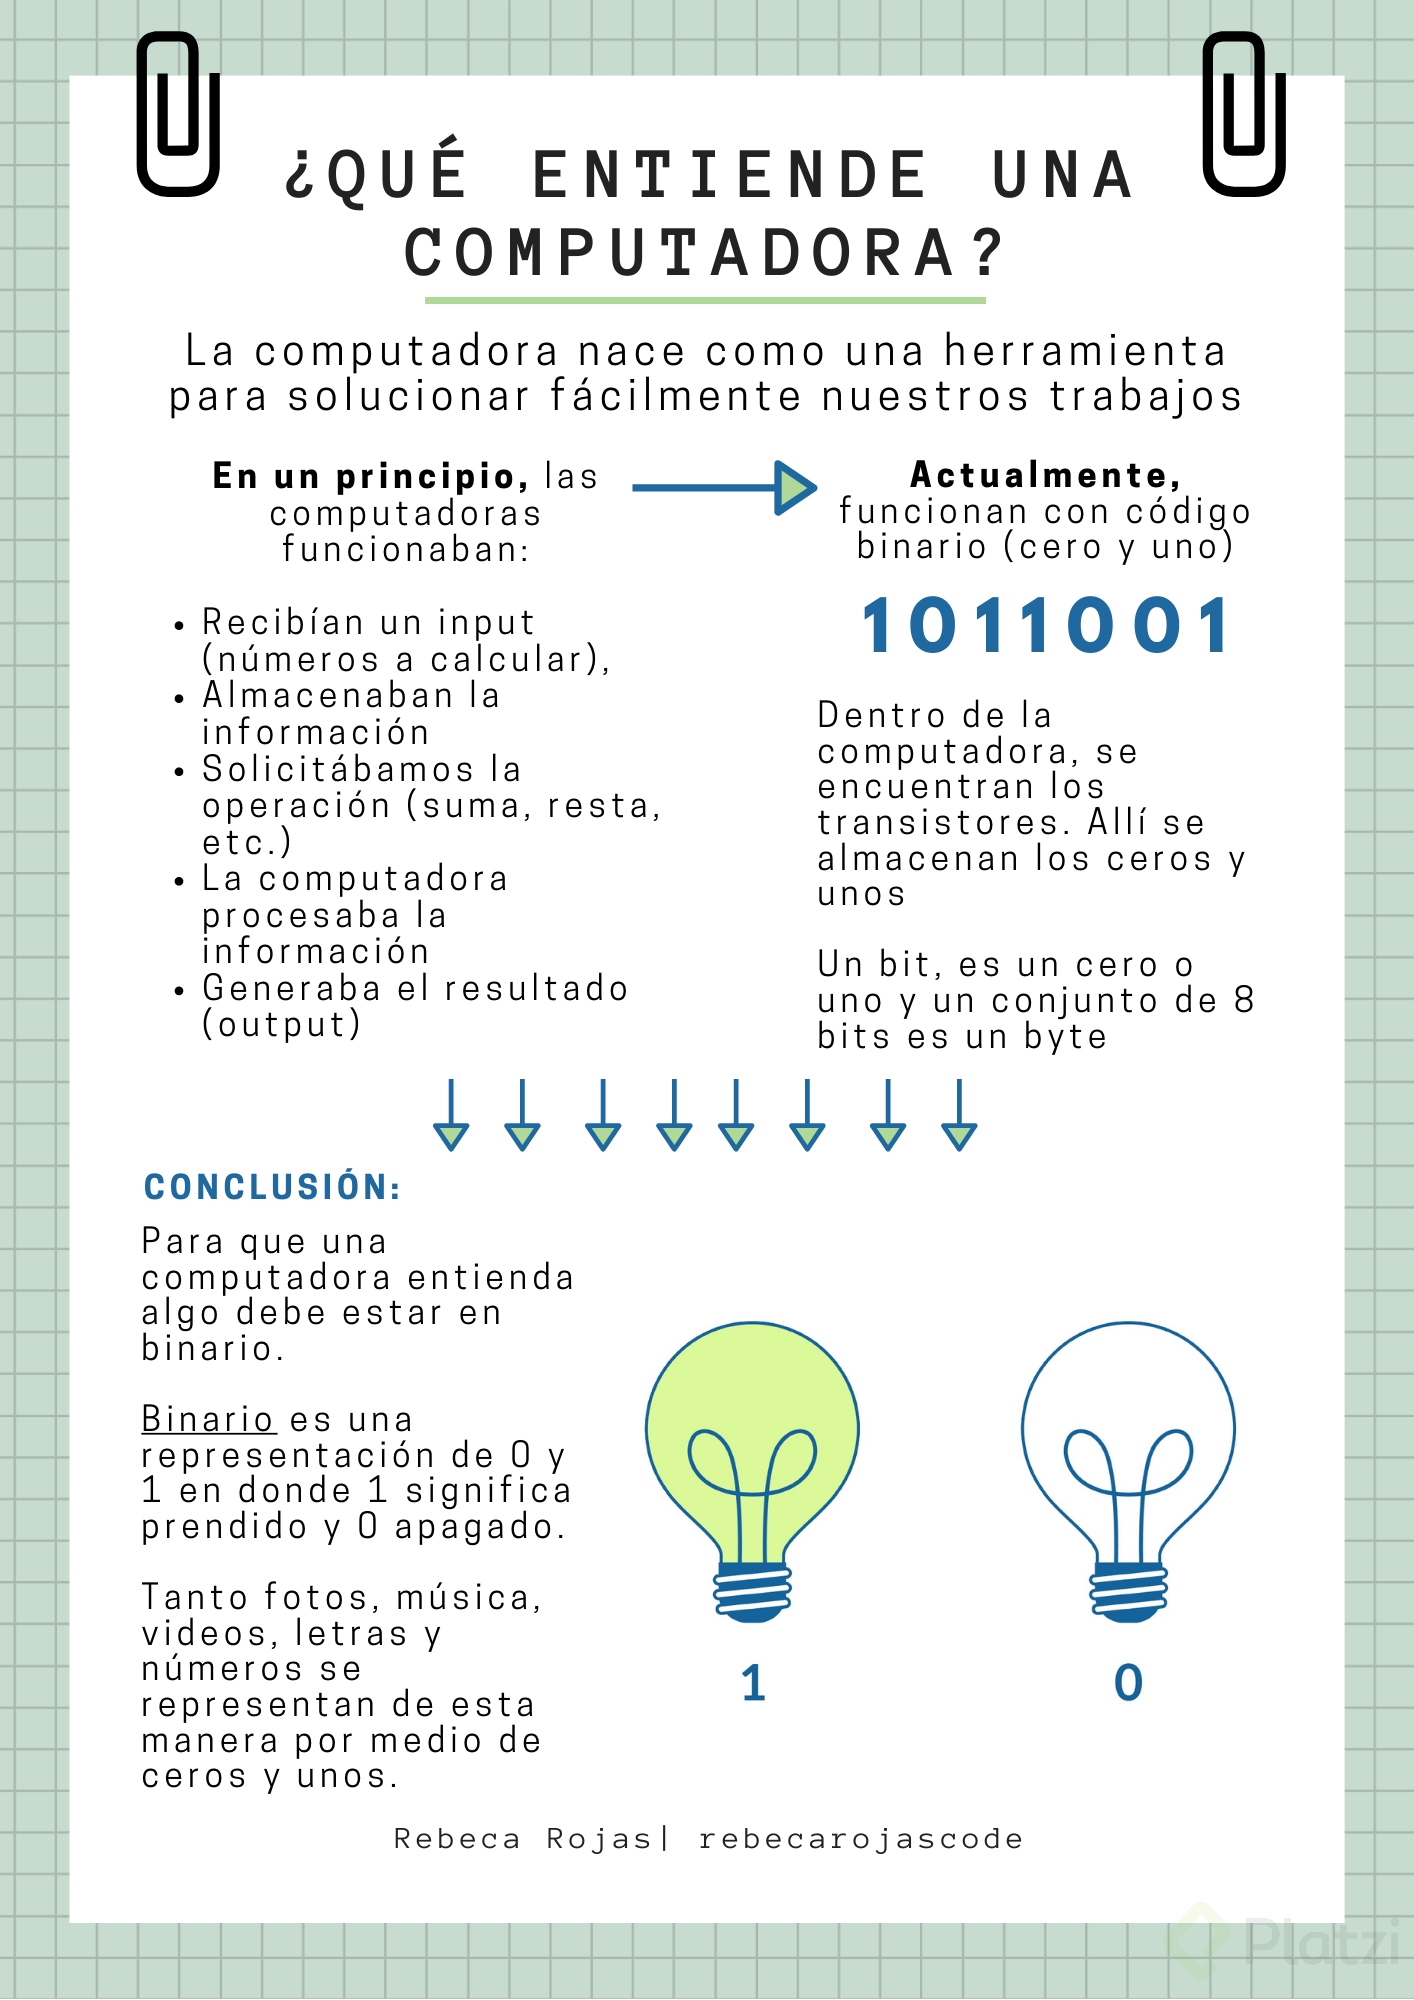 ¿QUÉ ENTIENDE UNA
COMPUTADORA?
La computadora nace como una herramienta
para solucionar fácilmente nuestros trabajos
En un principio, las
computadoras
funcionaban:
• Recibían un input
(números a calcular),
• Almacenaban la
información
• Solicitábamos la
operación (suma, resta,
etc.)
• La computadora
procesaba la
información
• Generaba el resultado
(output)
Actualmente,
funcionan con código
binario (cero y uno)
1011001
Dentro de la
computadora, se
encuentran los
transistores. Allí se
almacenan los ceros y
unos
Un bit, es un cero o
uno y un conjunto de 8
bits es un byte
CONCLUSIÓN:
Para que una
computadora entienda
algo debe estar en
binario.
Binario es una
representación de 0 y
1 en donde 1 significa
prendido y 0 apagado.
Tanto fotos, música,
videos, letras y
números se
representan de esta
manera por medio de
ceros y unos.
1
0
Rebeca Rojas| rebecarojascode
Platzi